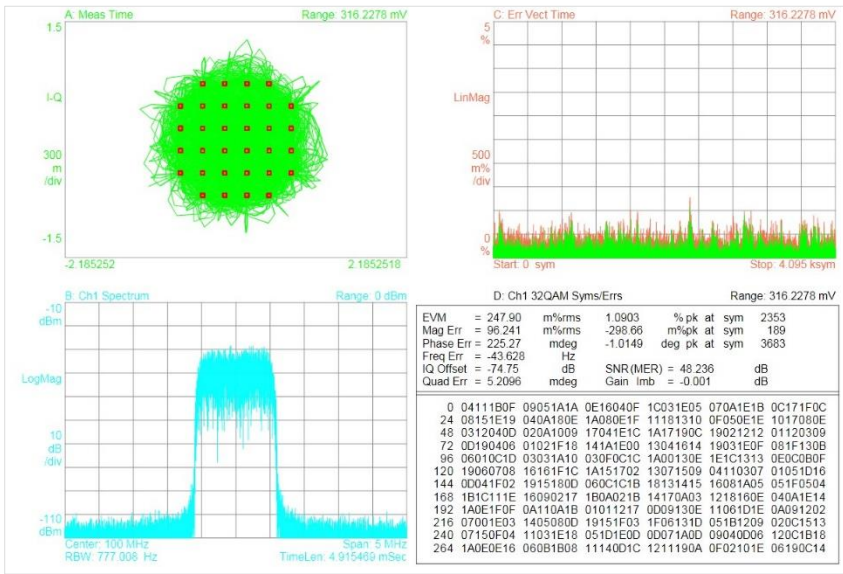 A: Meas Time Range: 316.2278 mV
1.5
I-Q
300
m
/div
-1.5
-2.185252 2.1852518
C: Err Vect Time Range: 316.2278 mV
5
%
LinMag
500
m%
/div
0
%
Start: 0 sym Stop: 4.095 ksym
B: Ch1 Spectrum Range: 0 dBm
-10
dBm
LogMag
10
dB
/div
-110
dBm
Center: 100 MHz Span: 5 MHz
RBW: 777.008 Hz TimeLen: 4.915469 mSec
D: Ch1 32QAM Syms/Errs Range: 316.2278 mV
EVM = 247.90 m%rms 1.0903 % pk at sym 2353
Mag Err = 96.241 m%rms -298.66 m%pk at sym 189
Phase Err = 225.27 mdeg -1.0149 deg pk at sym 3683
Freq Err = -43.628 Hz
IQ Offset = -74.75 dB SNR(MER) = 48.236 dB
Quad Err = 5.2096 mdeg Gain Imb = -0.001 dB
0 04111B0F 09051A1A 0E16040F 1C031E05 070A1E1B 0C171F0C
24 08151E19 040A180E 1A080E1F 11181310 0F050E1E 1017080E
48 0312040D 020A1009 17041E1C 1A17190C 19021212 01120309
72 0D190406 01021F18 141A1E00 13041614 19031E0F 081F130B
96 06010C1D 03031A10 030F0C1C 1A00130E 1E1C1313 0E0C0B0F
120 19060708 16161F1C 1A151702 13071509 04110307 01051D16
144 0D041F02 1915180D 060C1C1B 18131415 16081A05 051F0504
168 1B1C111E 16090217 1B0A021B 14170A03 1218160E 040A1E14
192 1A0E1F0F 0A110A1B 01011217 0D09130E 11061D1E 0A091202
216 07001E03 1405080D 19151F03 1F06131D 051B1209 020C1513
240 07150F04 11031E18 051D1E0D 0D071A0D 09040D06 120C1B18
264 1A0E0E16 060B1B08 11140D1C 1211190A 0F02101E 06190C14